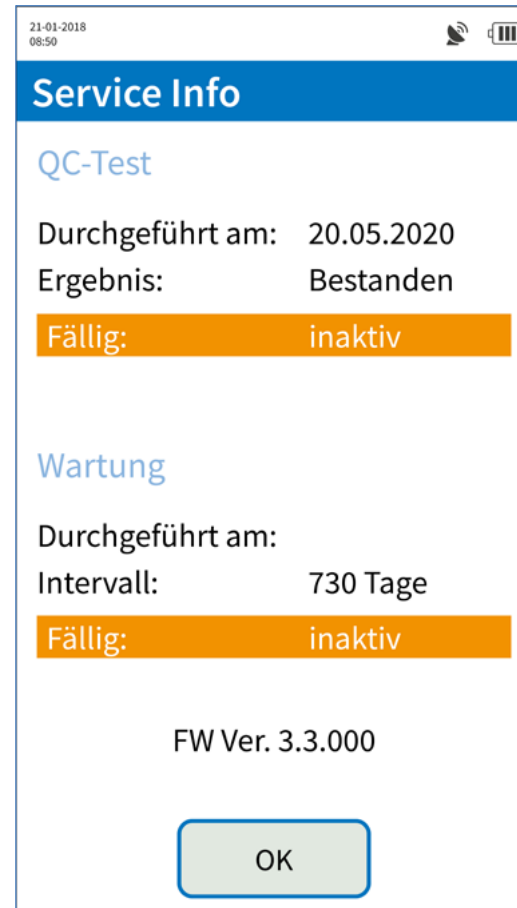 21-01-2018
08:50
Service Info
QC-Test
Durchgeführt am: 20.05.2020
Ergebnis: Bestanden
Fällig: inaktiv
Wartung
Durchgeführt am:
Intervall: 730 Tage
Fällig: inaktiv
FW Ver. 3.3.000
OK